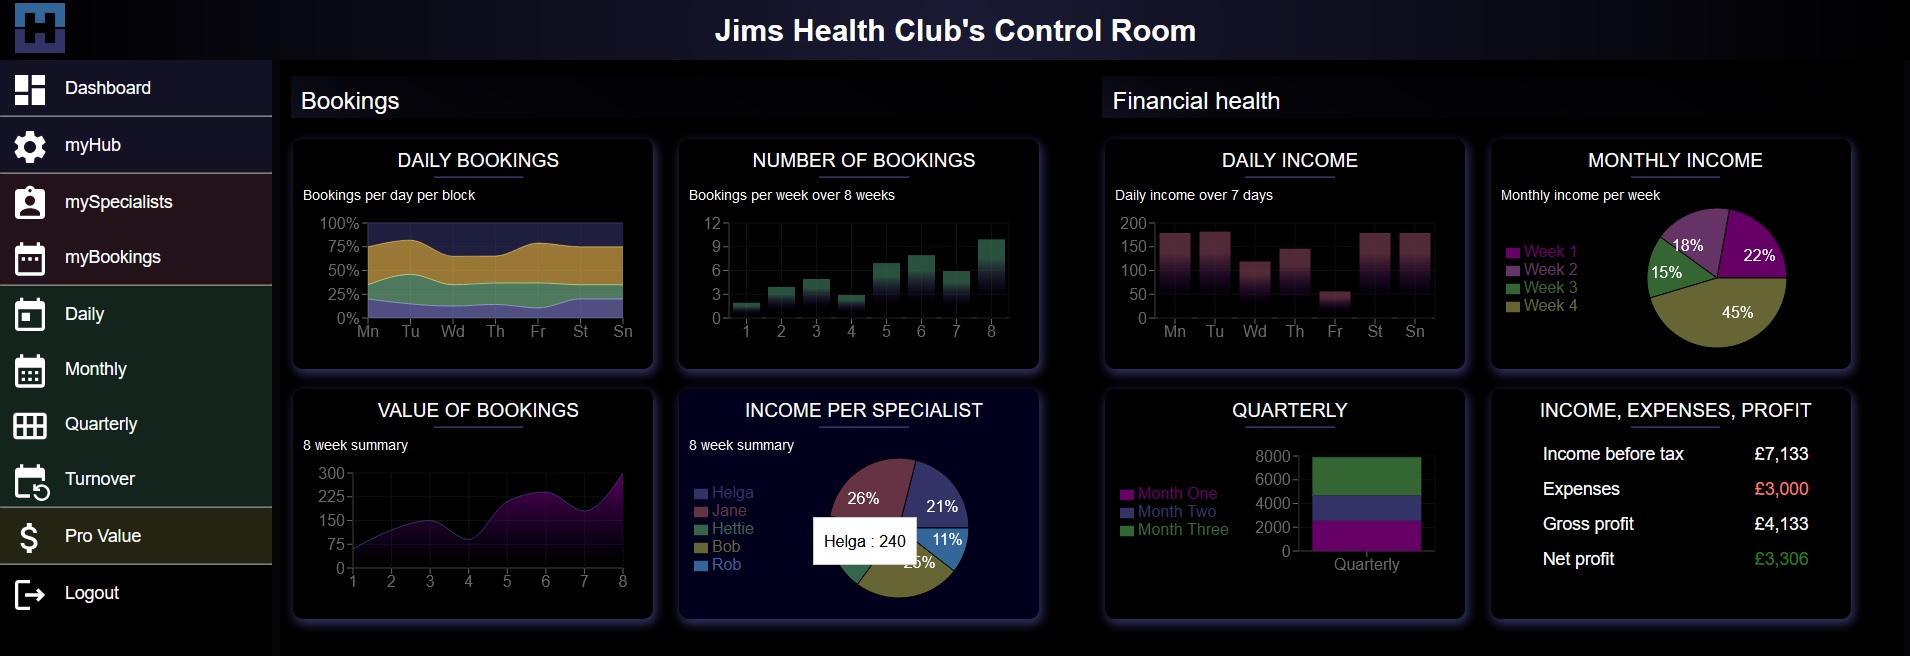 Jims Health Club's Control Room
Dashboard
myHub
mySpecialists
myBookings
Daily
Monthly
Quarterly
Turnover
Pro Value
Logout
Bookings
DAILY BOOKINGS
Bookings per day per block
100%
75%
50%
25%
0%
Mn Tu Wd Th Fr St Sn
NUMBER OF BOOKINGS
Bookings per week over 8 weeks
12
9
6
3
0
1 2 3 4 5 6 7 8
VALUE OF BOOKINGS
8 week summary
300
225
150
75
0
1 2 3 4 5 6 7 8
INCOME PER SPECIALIST
8 week summary
Helga
Jane
Hettie
Bob
Rob
26%
21%
11%
Helga : 240
Financial health
DAILY INCOME
Daily income over 7 days
200
150
100
50
0
Mn Tu Wd Th Fr St Sn
MONTHLY INCOME
Monthly income per week
Week 1
Week 2
Week 3
Week 4
18%
22%
15%
45%
QUARTERLY
Month One
Month Two
Month Three
8000
6000
4000
2000
0
Quarterly
INCOME, EXPENSES, PROFIT
Income before tax £7,133
Expenses £3,000
Gross profit £4,133
Net profit £3,306